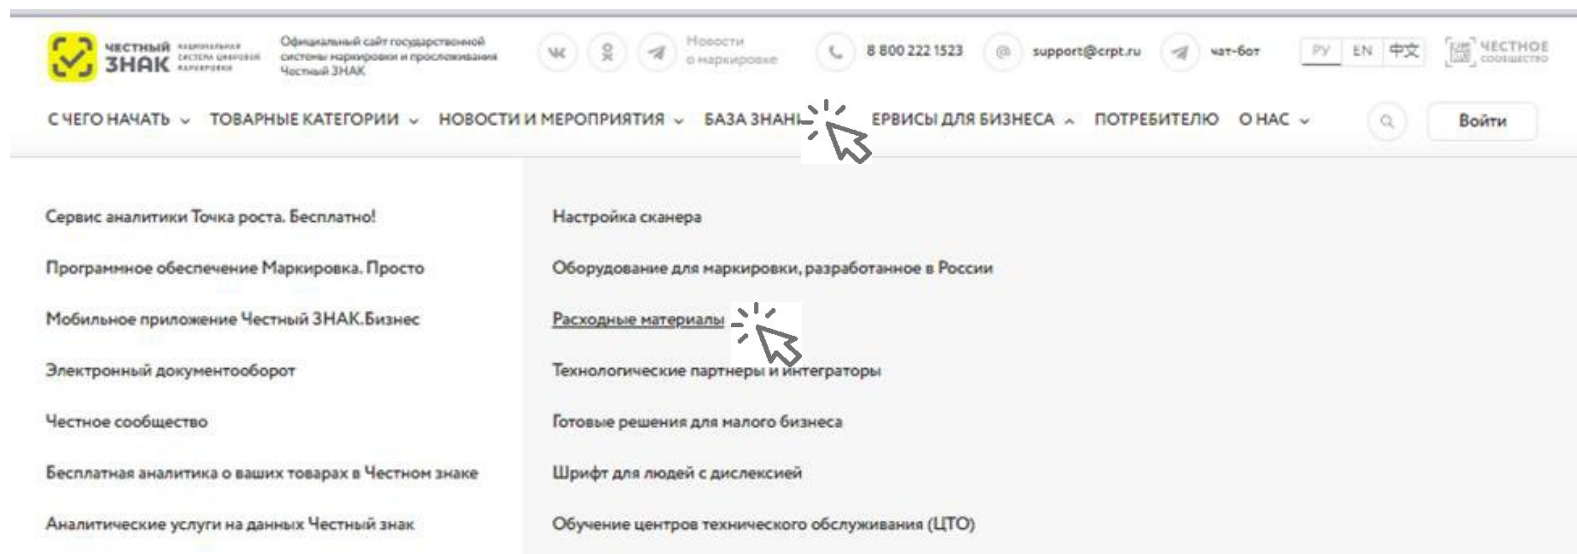 ЧЕСТНЫЙ
ЗНАК
НАЦИОНАЛЬНАЯ
СИСТЕМА ЦИФРОВОЙ
МАРКИРОВКИ
Официальный сайт государственной
системы маркировки и прослеживания
Честный ЗНАК
Новости
о маркировке
8 800 222 1523
support@crpt.ru
чат-бот
РУ EN 中文
ЧЕСТНОЕ
СООБЩЕСТВО
С ЧЕГО НАЧАТЬ ТОВАРНЫЕ КАТЕГОРИИ НОВОСТИ И МЕРОПРИЯТИЯ БАЗА ЗНАНИ ЕРВИСЫ ДЛЯ БИЗНЕСА ПОТРЕБИТЕЛЮ О НАС Войти
Сервис аналитики Точка роста. Бесплатно!
Программное обеспечение Маркировка. Просто
Мобильное приложение Честный ЗНАК.Бизнес
Электронный документооборот
Честное сообщество
Бесплатная аналитика о ваших товарах в Честном знаке
Аналитические услуги на данных Честный знак
Настройка сканера
Оборудование для маркировки, разработанное в России
Расходные материалы
Технологические партнеры и интеграторы
Готовые решения для малого бизнеса
Шрифт для людей с дислексией
Обучение центров технического обслуживания (ЦТО)